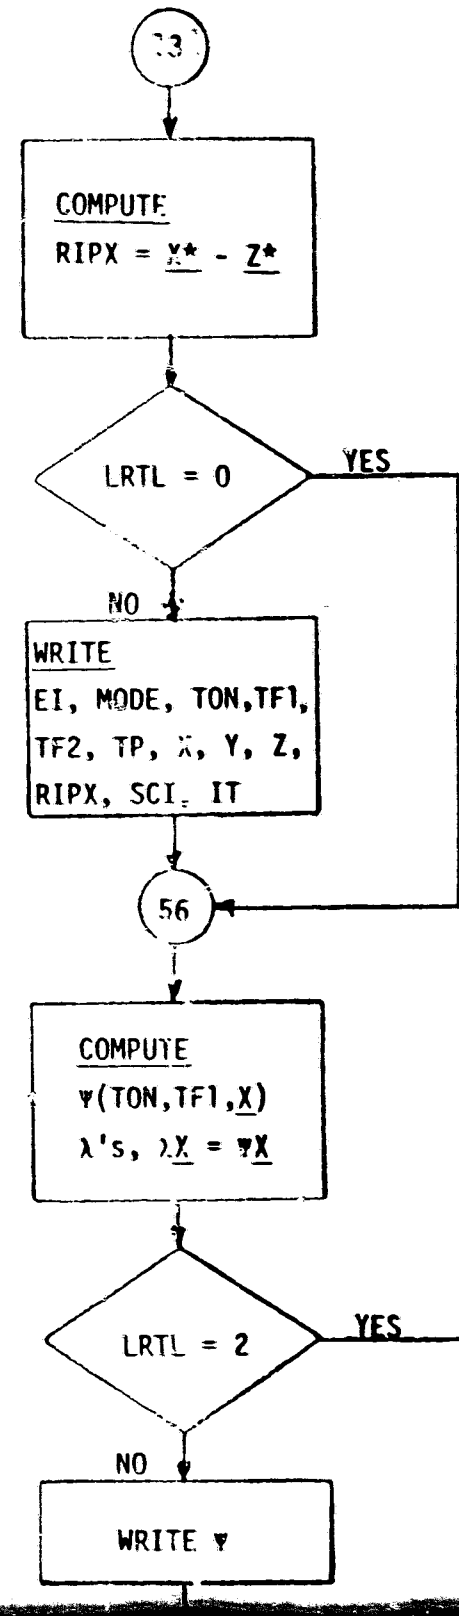 COMPUTE
RIPX = X* - Z*
LRTL = 0
YES
NO
WRITE
EI, MODE, TON,TF1,
TF2, TP, X, Y, Z,
RIPX, SCI, IT
56
COMPUTE
Ψ(TON,TF1,X)
λ's, λX = ΨX
LRTL = 2
YES
NO
WRITE Ψ